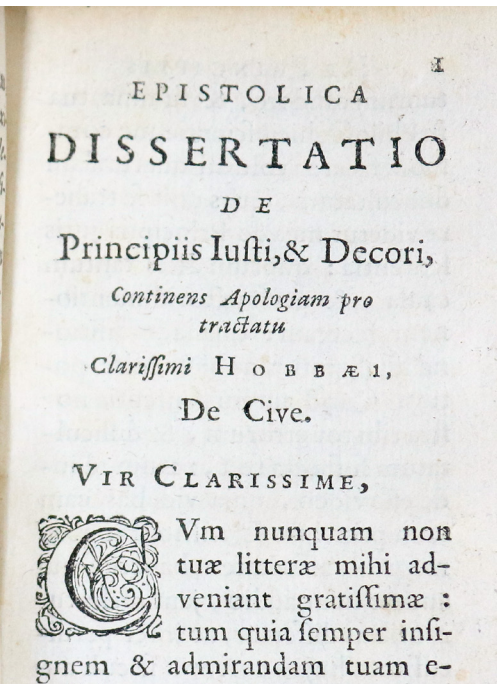 1
EPISTOLICA
DISSERTATIO
DE
Principiis Iuſti,& Decori,
Continens Apologiam pro
tractatu
Clariſſimi HOBBÆI,
De Cive.
VIR CLARISSIME,
CVm nunquam non
tuæ litteræ mihi ad-
veniant gratiſſimæ :
tum quia ſemper inſi-
gnem & admirandam tuam e-